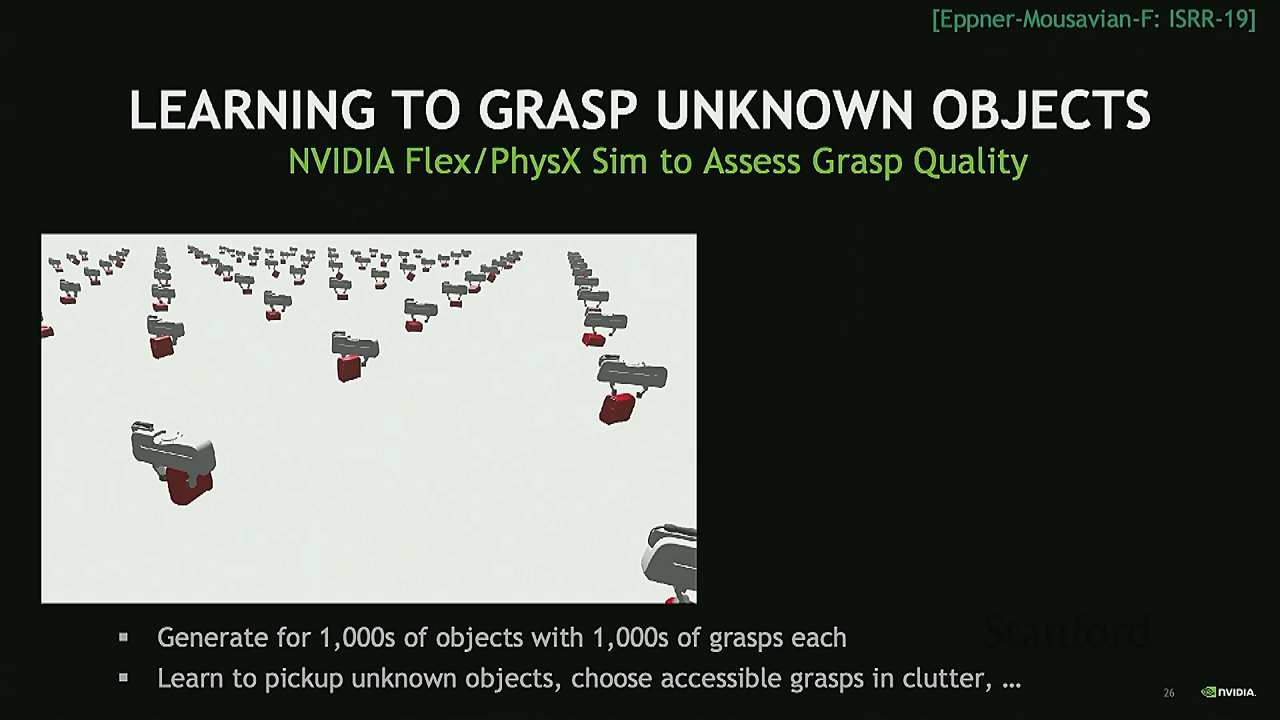 [Eppner-Mousavian-F: ISRR-19]
LEARNING TO GRASP UNKNOWN OBJECTS
NVIDIA Flex/PhysX Sim to Assess Grasp Quality
▪ Generate for 1,000s of objects with 1,000s of grasps each
Stanford
▪ Learn to pickup unknown objects, choose accessible grasps in clutter, ...
26
NVIDIA.